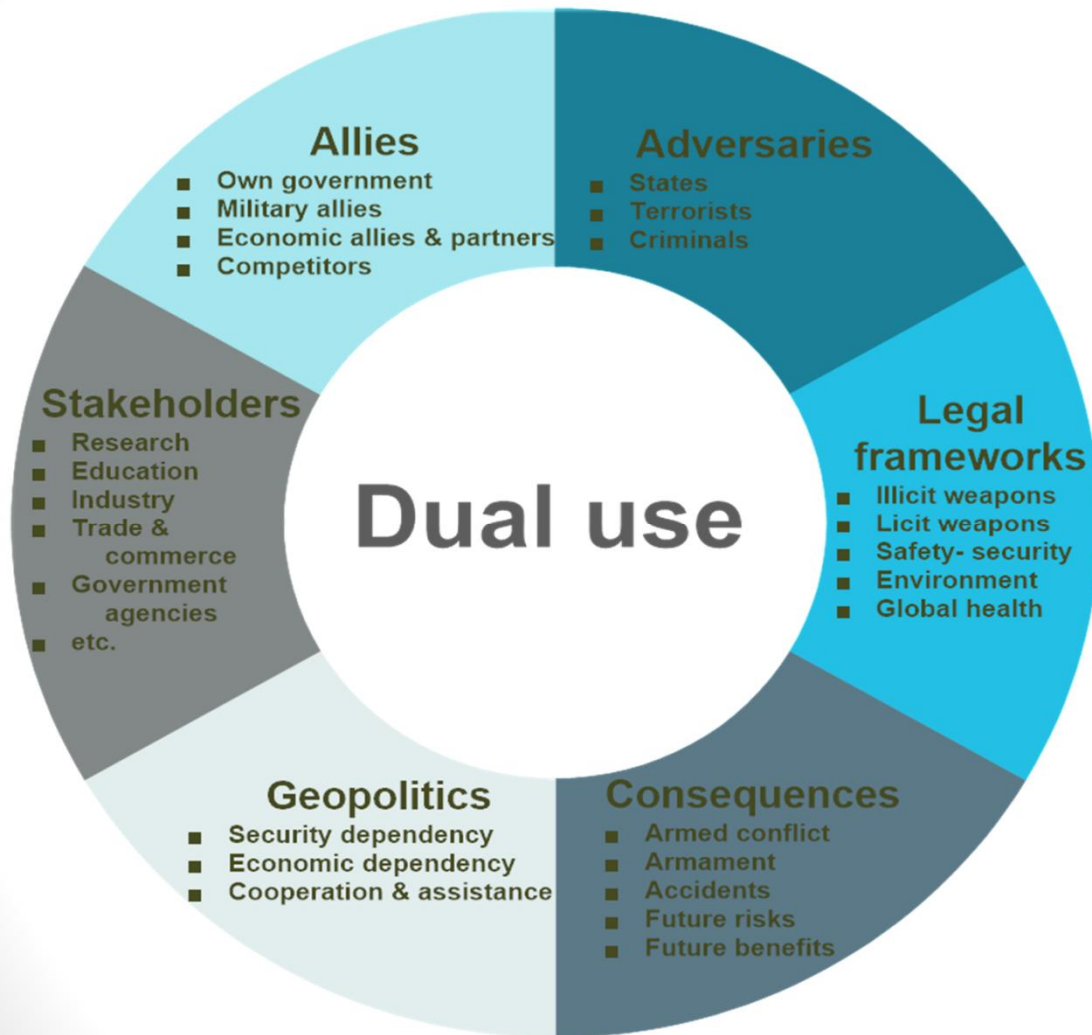 Allies
■ Own government
■ Military allies
■ Economic allies & partners
■ Competitors
Adversaries
■ States
■ Terrorists
■ Criminals
Legal
frameworks
■ Illicit weapons
■ Licit weapons
■ Safety- security
■ Environment
■ Global health
Consequences
■ Armed conflict
■ Armament
■ Accidents
■ Future risks
■ Future benefits
Geopolitics
■ Security dependency
■ Economic dependency
■ Cooperation & assistance
Stakeholders
■ Research
■ Education
■ Industry
■ Trade &
commerce
■ Government
agencies
■ etc.
Dual use